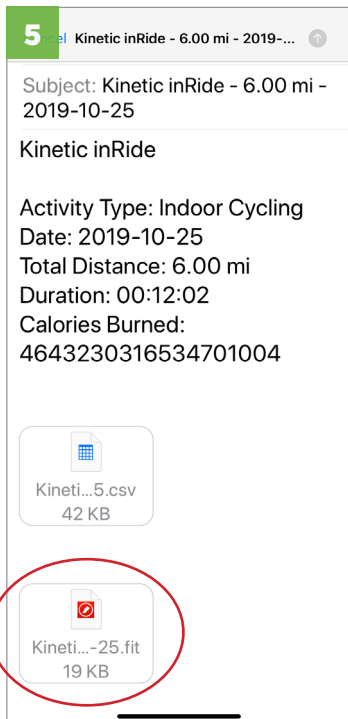 5
el Kinetic inRide - 6.00 mi - 2019-...
Subject: Kinetic inRide - 6.00 mi -
2019-10-25
Kinetic inRide
Activity Type: Indoor Cycling
Date: 2019-10-25
Total Distance: 6.00 mi
Duration: 00:12:02
Calories Burned:
4643230316534701004
Kineti...5.csv
42 KB
Kineti...-25.fit
19 KB